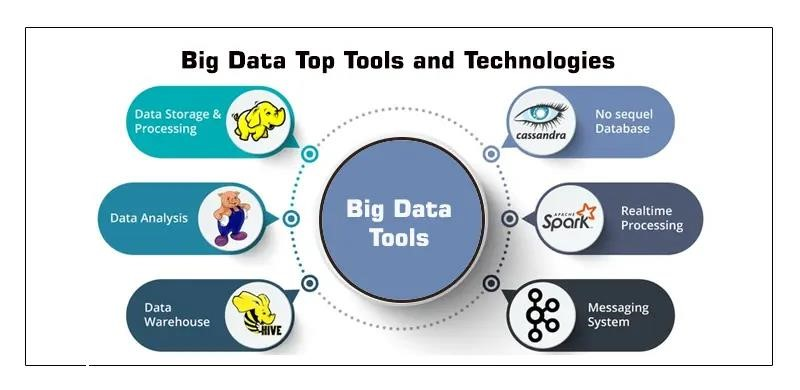 Big Data Top Tools and Technologies
Data Storage &
Processing
cassandra
No sequel
Database
Data Analysis
Big Data
Tools
APACHE
Spark
Realtime
Processing
Data
Warehouse
HIVE
Messaging
System